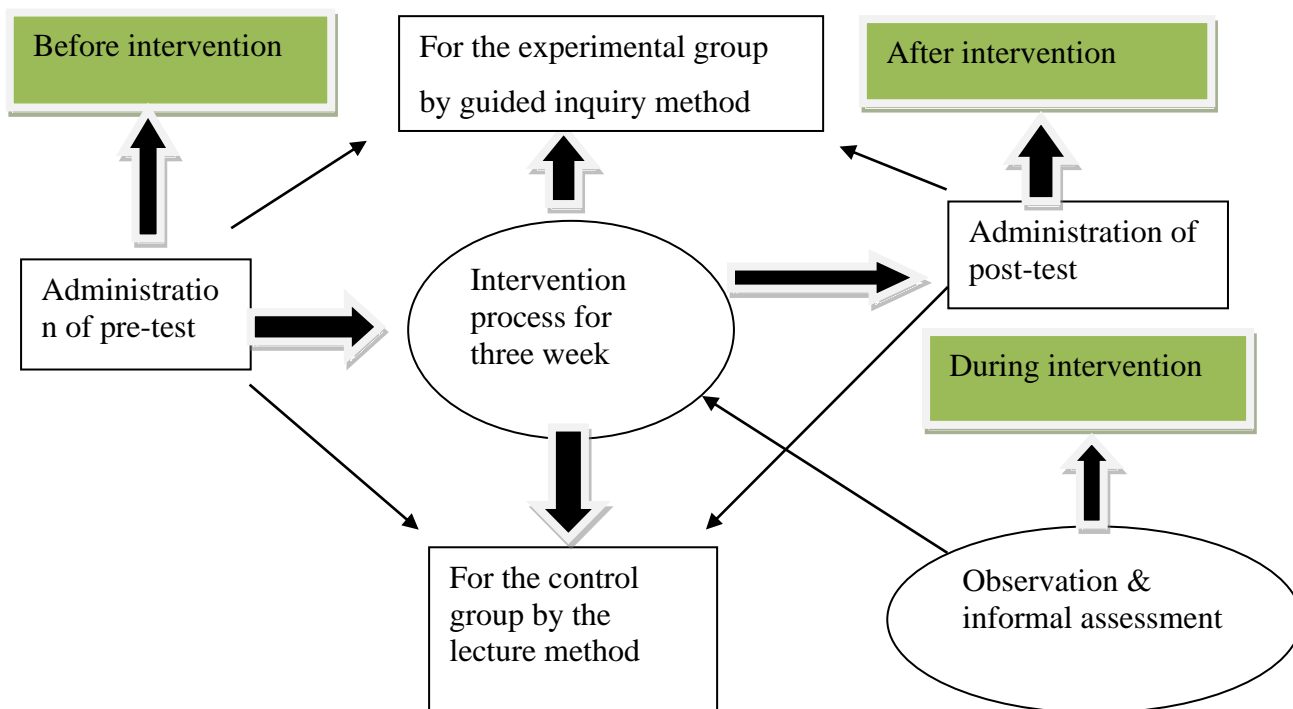 Before intervention
For the experimental group
by guided inquiry method
After intervention
Administratio
n of pre-test
Intervention
process for
three week
Administration of
post-test
During intervention
For the control
group by the
lecture method
Observation &
informal assessment